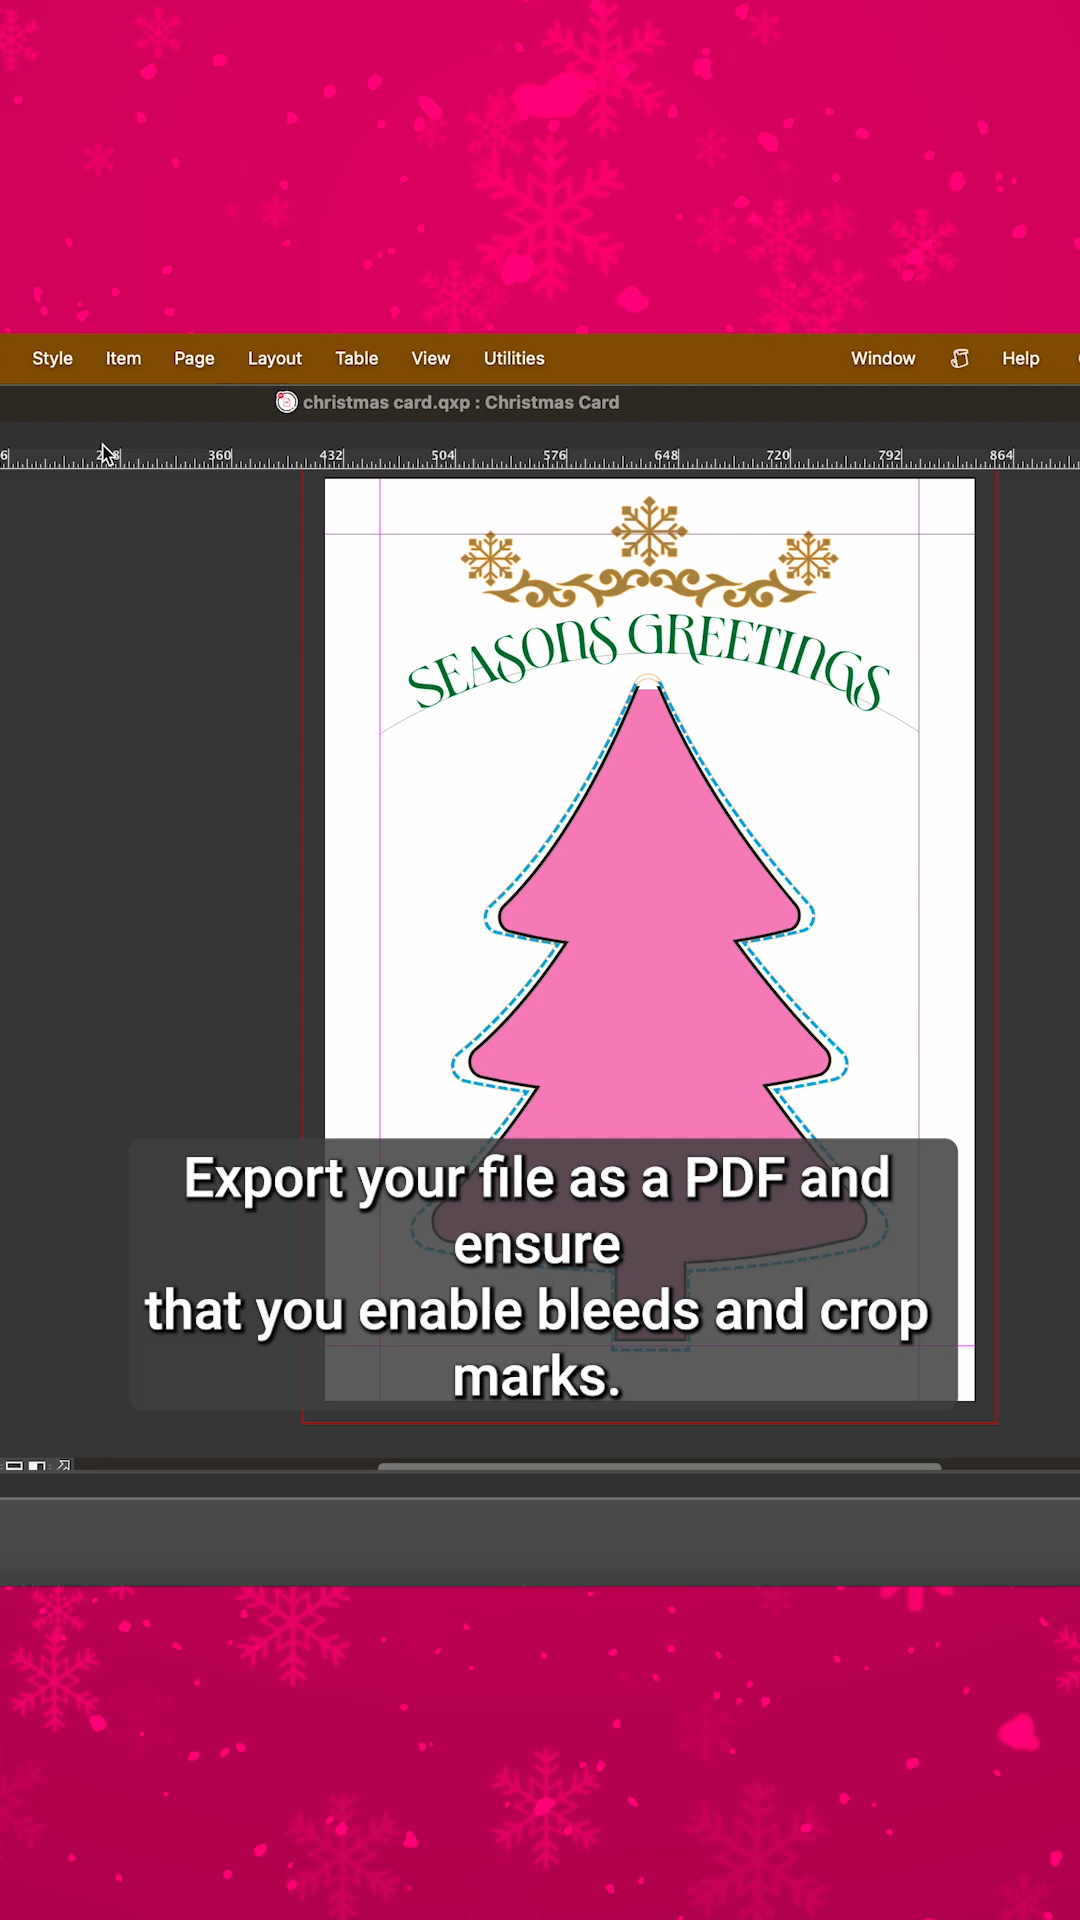 Style Item Page Layout Table View Utilities Window Help
christmas card.qxp : Christmas Card
360 432 504 576 648 720 792 864
SEASONS GREETINGS
Export your file as a PDF and
ensure
that you enable bleeds and crop
marks.